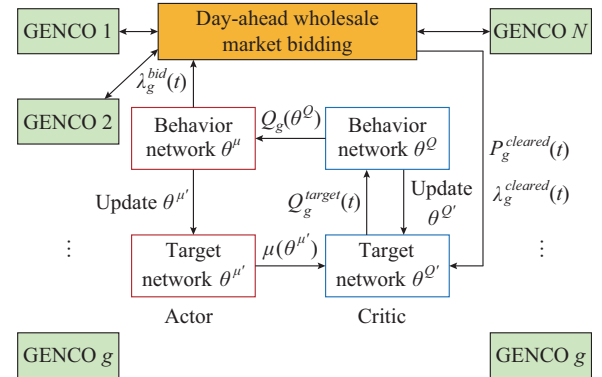 GENCO 1
Day-ahead wholesale
market bidding
GENCO N
λ_g^{bid}(t)
GENCO 2
Behavior
network θ^μ
Q_g(θ^Q)
Behavior
network θ^Q
P_g^{cleared}(t)
λ_g^{cleared}(t)
Update θ^{μ'}
Q_g^{target}(t)
Update
θ^{Q'}
⋮
⋮
Target
network θ^{μ'}
μ(θ^{μ'})
Target
network θ^{Q'}
Actor
Critic
GENCO g
GENCO g